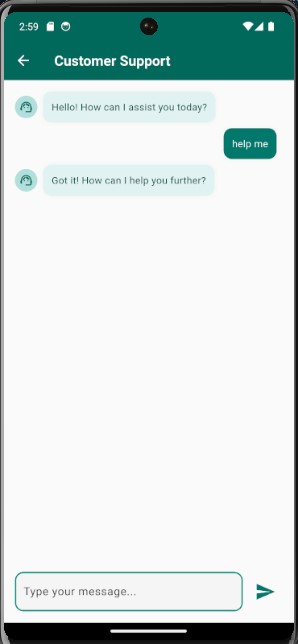 2:59
Customer Support
Hello! How can I assist you today?
help me
Got it! How can I help you further?
Type your message...